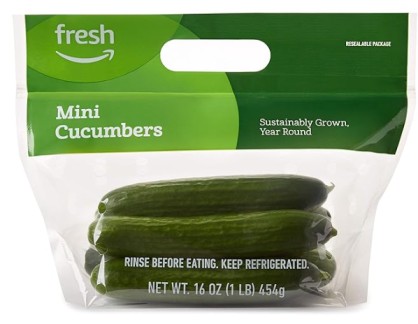 fresh
RESEALABLE PACKAGE
Mini
Cucumbers
Sustainably Grown,
Year Round
RINSE BEFORE EATING. KEEP REFRIGERATED.
NET WT. 16 OZ (1 LB) 454g